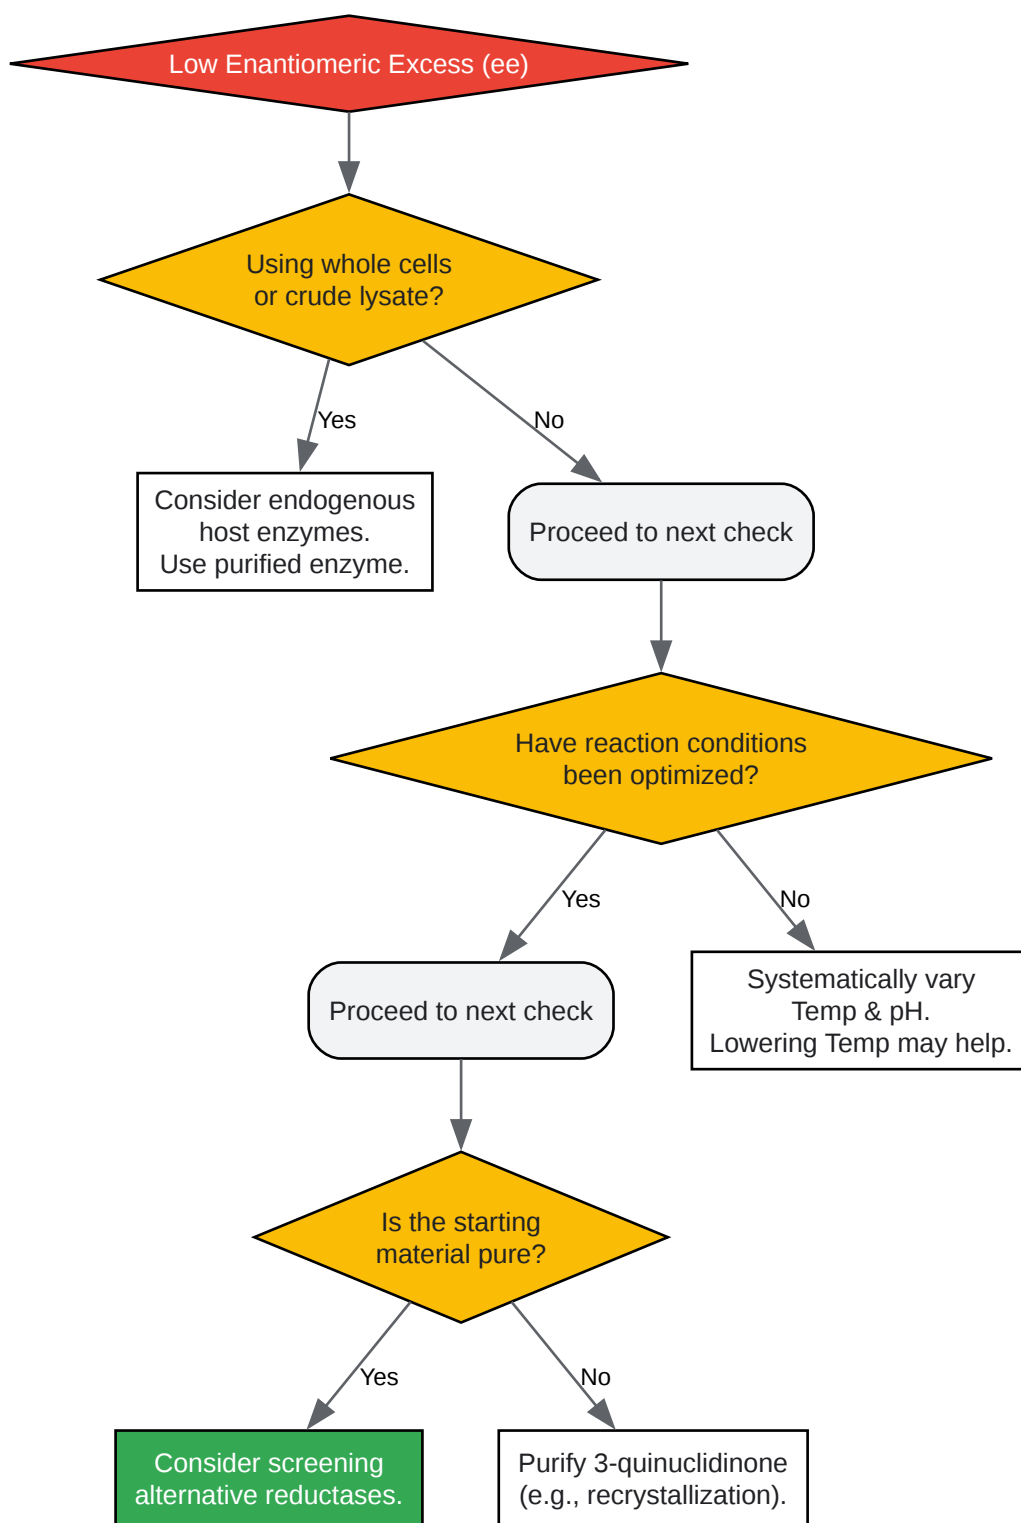 Low Enantiomeric Excess (ee)
Using whole cells
or crude lysate?
Yes
No
Consider endogenous
host enzymes.
Use purified enzyme.
Proceed to next check
Have reaction conditions
been optimized?
Yes
No
Proceed to next check
Systematically vary
Temp & pH.
Lowering Temp may help.
Is the starting
material pure?
Yes
No
Consider screening
alternative reductases.
Purify 3-quinuclidinone
(e.g., recrystallization).